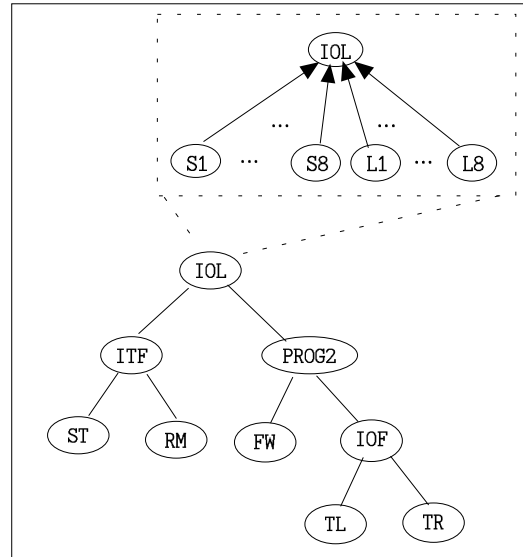 IOL
... ...
S1 ... S8 L1 ... L8
IOL
ITF PROG2
ST RM FW IOF
TL TR